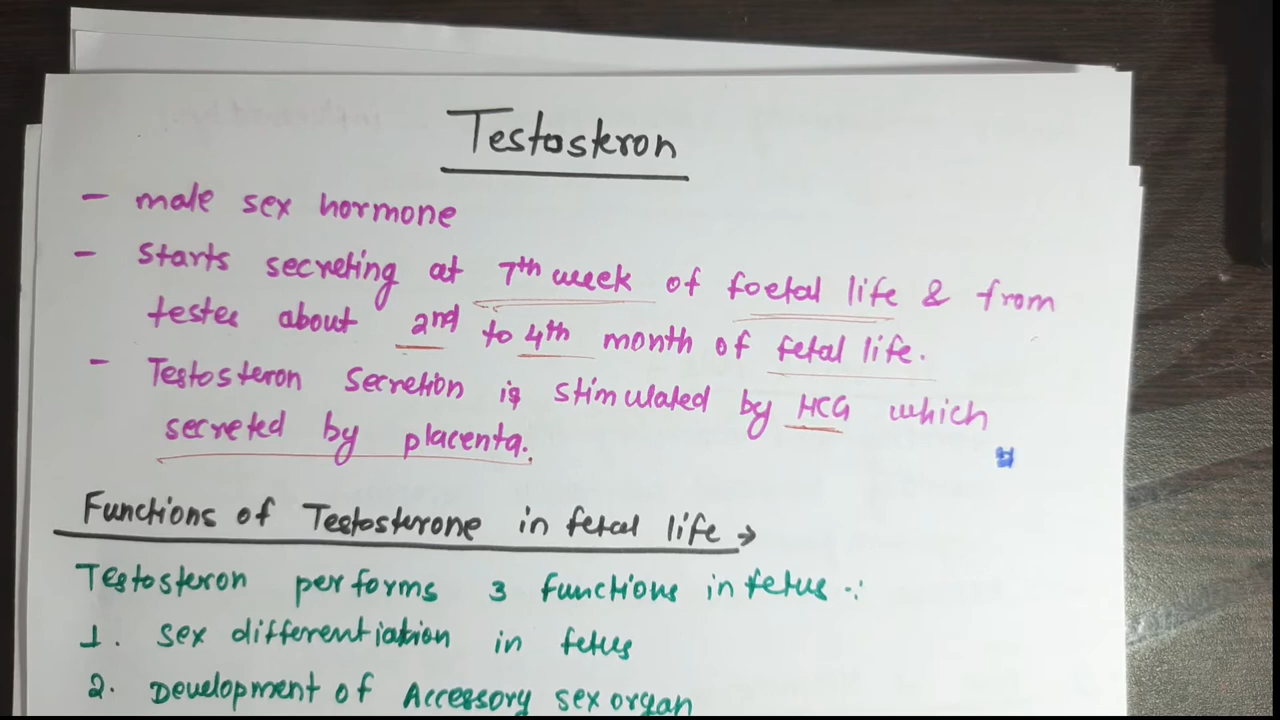 Testosteron
- male sex hormone
- Starts secreting at 7th week of foetal life & from
testes about 2nd to 4th month of fetal life.
- Testosteron secretion is stimulated by HCG which
secreted by placenta.
Functions of Testosterone in fetal life →
Testosteron performs 3 functions in fetus :
1. Sex differentiation in fetus
2. Development of Accessory sex organ